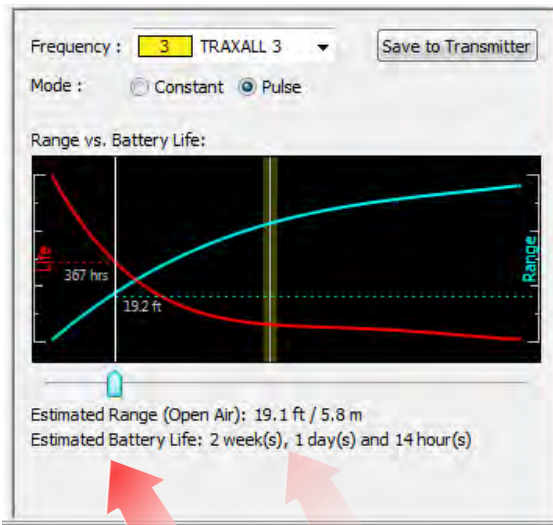 Frequency : 3 TRAXALL 3 Save to Transmitter
Mode : Constant Pulse
Range vs. Battery Life:
Life
367 hrs
19.2 ft
Range
Estimated Range (Open Air): 19.1 ft / 5.8 m
Estimated Battery Life: 2 week(s), 1 day(s) and 14 hour(s)